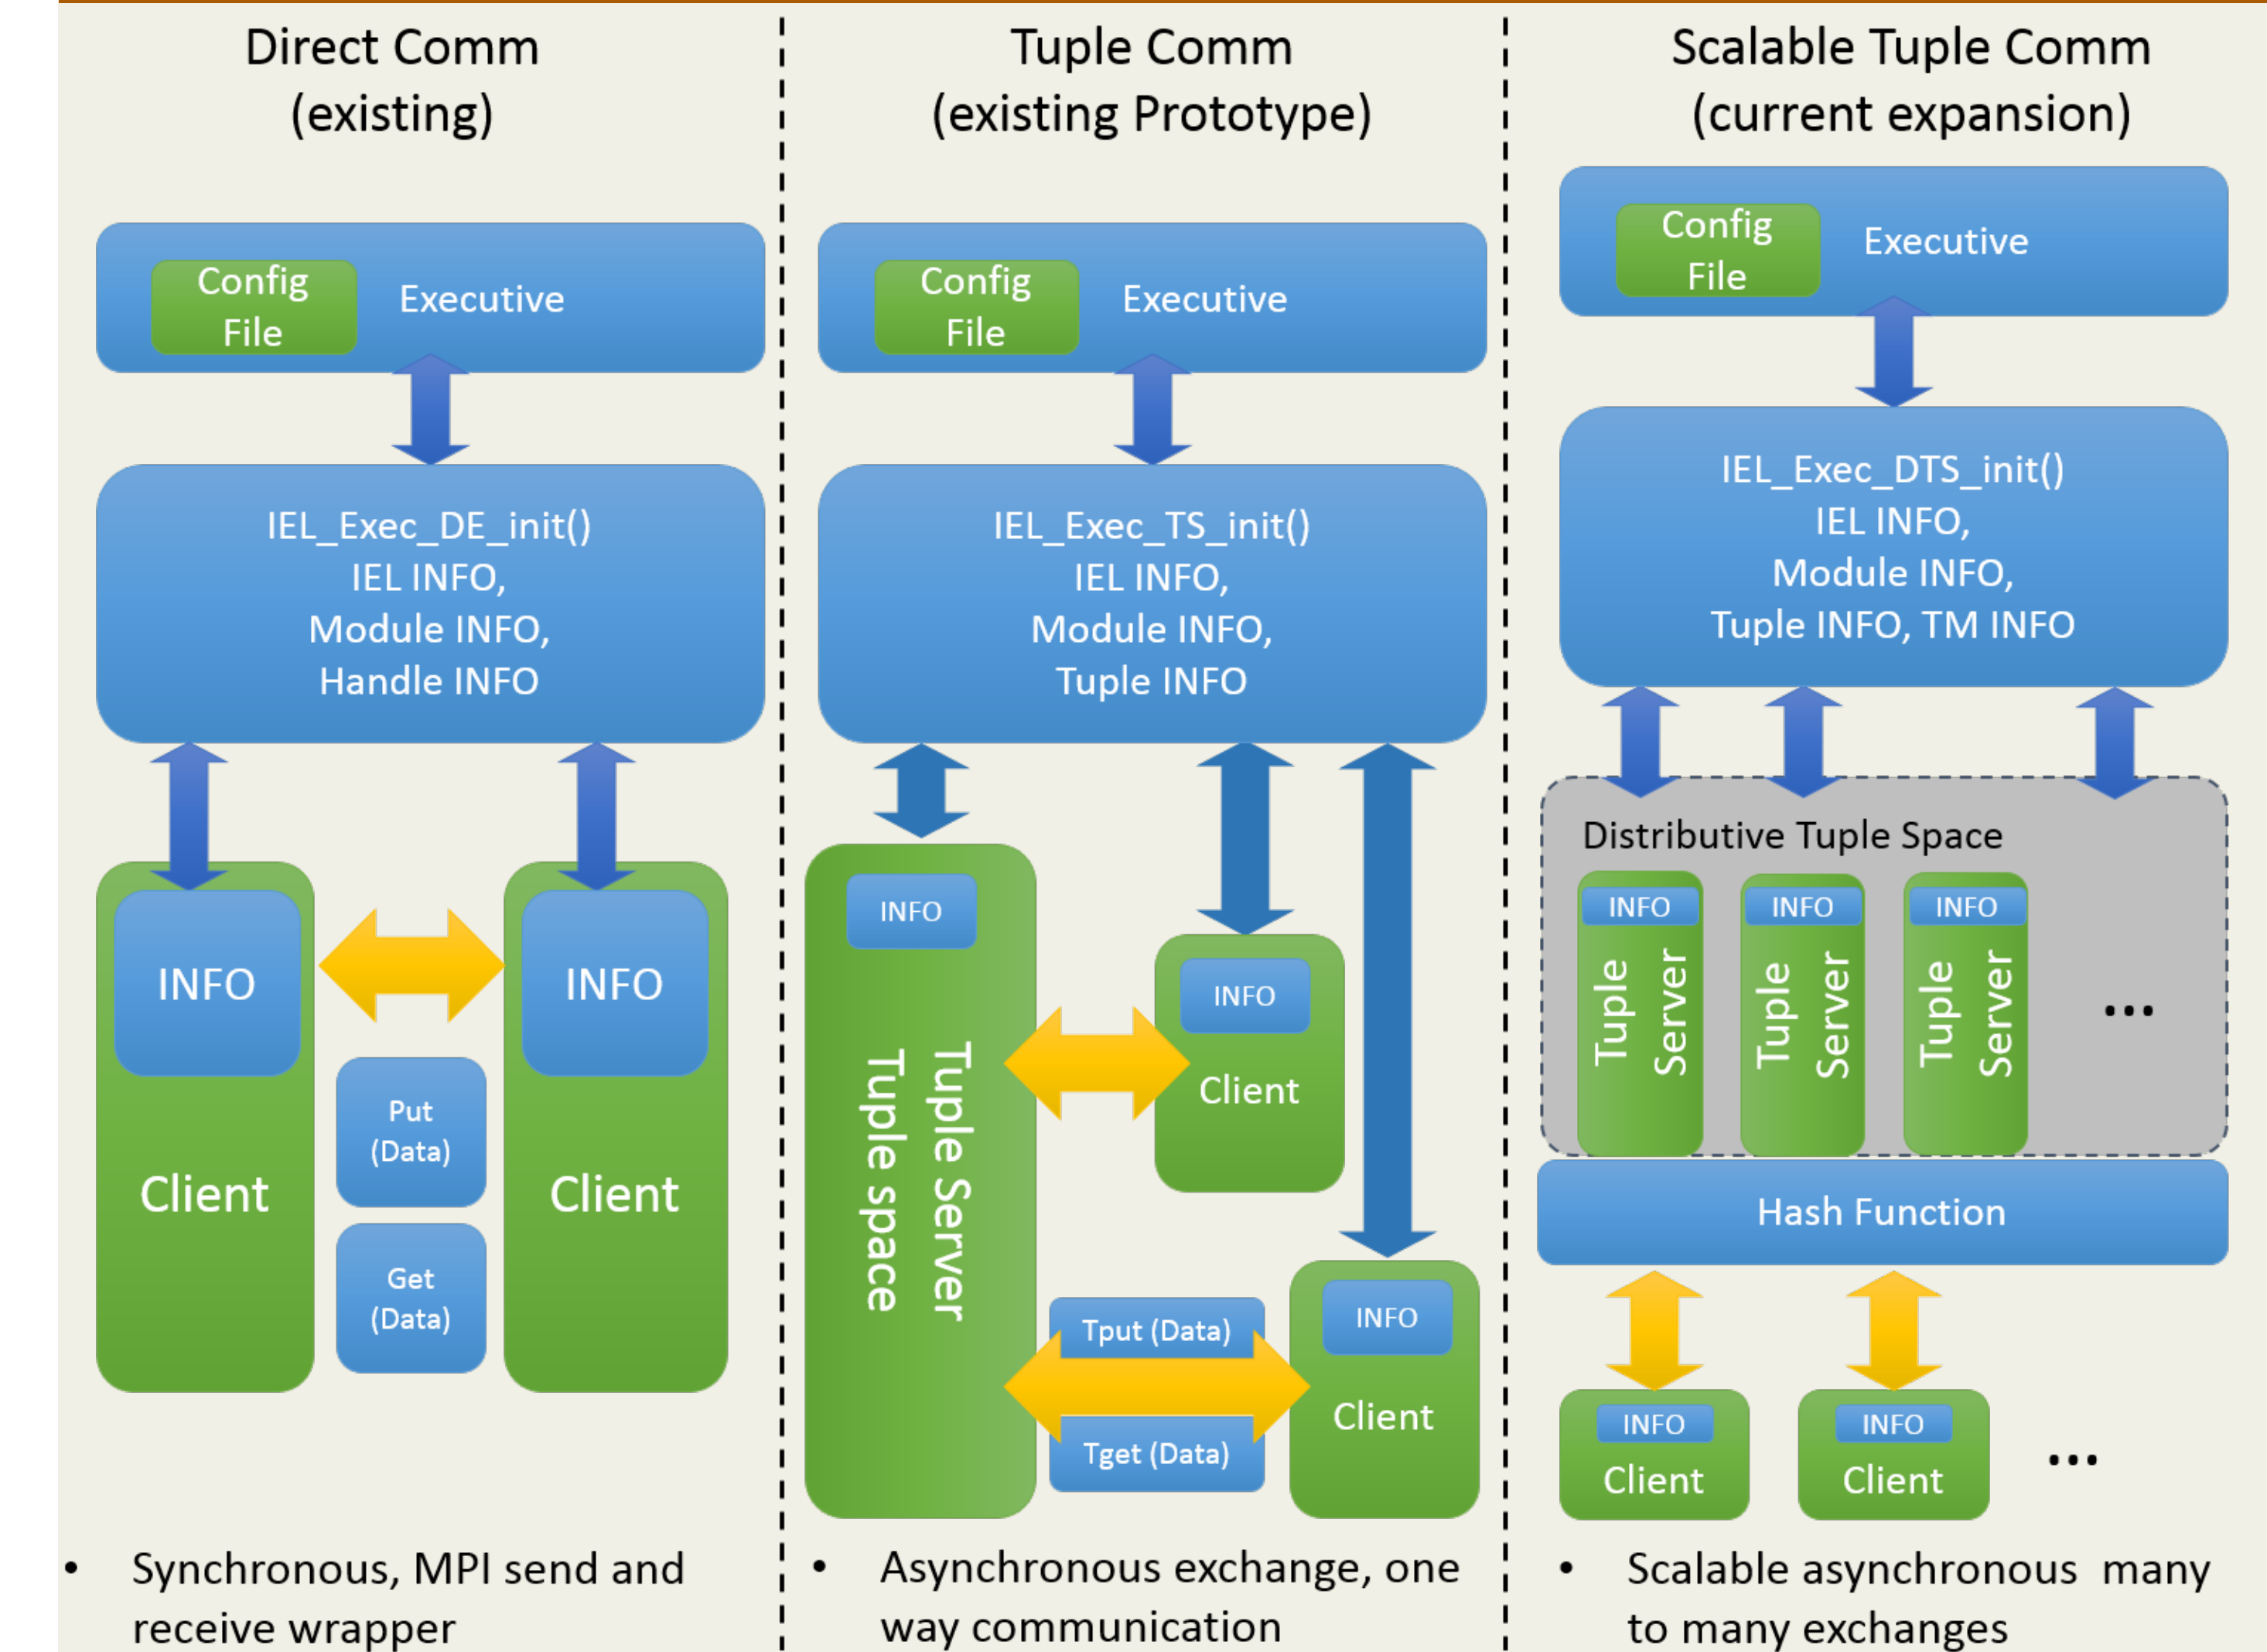 Direct Comm
(existing)
Config
File
Executive
IEL_Exec_DE_init()
IEL INFO,
Module INFO,
Handle INFO
INFO
INFO
Put
(Data)
Client
Client
Get
(Data)
• Synchronous, MPI send and
receive wrapper
Tuple Comm
(existing Prototype)
Config
File
Executive
IEL_Exec_TS_init()
IEL INFO,
Module INFO,
Tuple INFO
INFO
Tuple Server
Tuple space
INFO
Client
Tput (Data)
Tget (Data)
INFO
Client
• Asynchronous exchange, one
way communication
Scalable Tuple Comm
(current expansion)
Config
File
Executive
IEL_Exec_DTS_init()
IEL INFO,
Module INFO,
Tuple INFO, TM INFO
Distributive Tuple Space
INFO
Tuple
Server
INFO
Tuple
Server
INFO
Tuple
Server
...
Hash Function
INFO
Client
INFO
Client
...
• Scalable asynchronous  many
to many exchanges